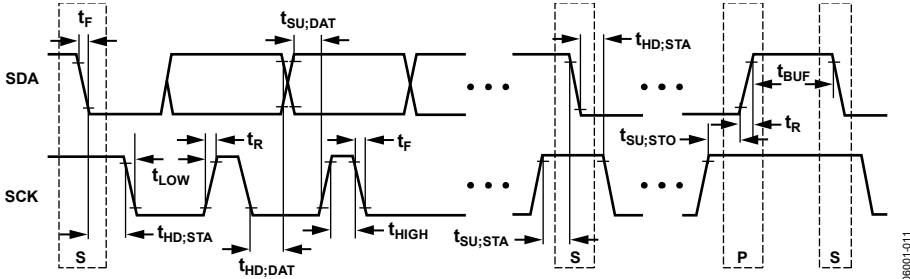 tF
tSU;DAT
tHD;STA
SDA
tBUF
tR
tF
tSU;STO
tR
SCK
tLOW
tHD;STA
tHD;DAT
tHIGH
tSU;STA
S
S
P
S
06001-011